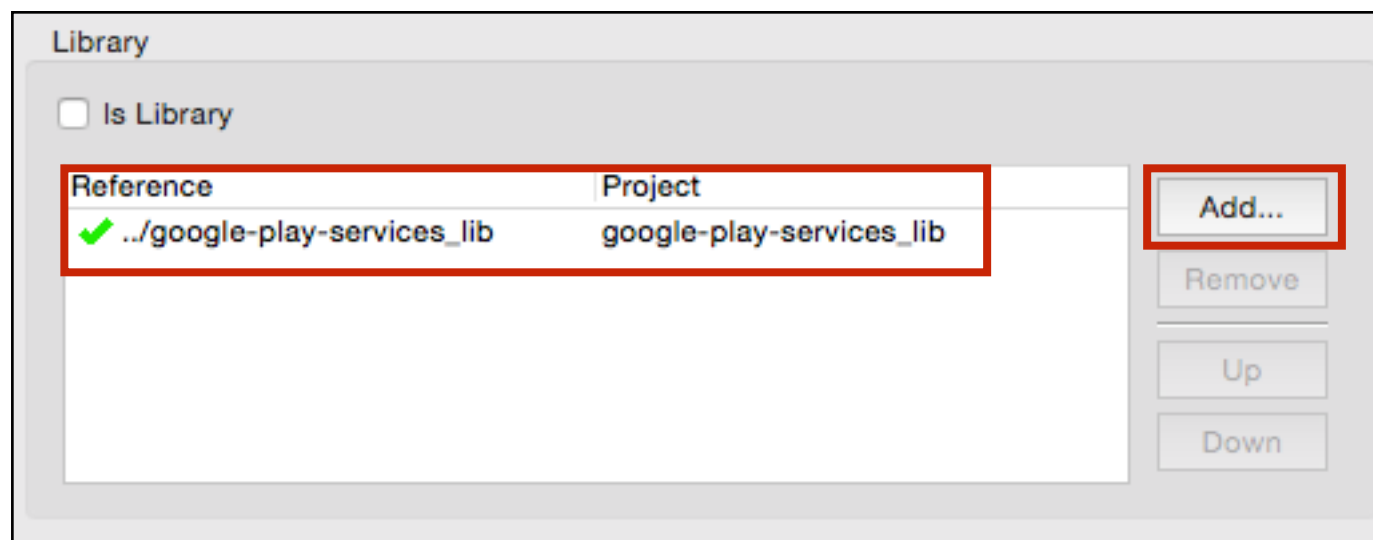 Library
Is Library
Reference Project
../google-play-services_lib google-play-services_lib
Add...
Remove
Up
Down